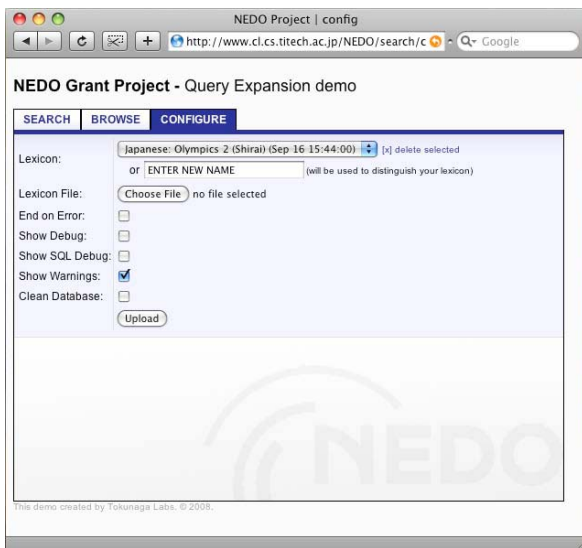 NEDO Project | config
http://www.cl.cs.titech.ac.jp/NEDO/search/c
Google
NEDO Grant Project - Query Expansion demo
SEARCH BROWSE CONFIGURE
Lexicon: Japanese: Olympics 2 (Shirai) (Sep 16 15:44:00) [x] delete selected
or ENTER NEW NAME (will be used to distinguish your lexicon)
Lexicon File: Choose File no file selected
End on Error:
Show Debug:
Show SQL Debug:
Show Warnings:
Clean Database:
Upload
NEDO
This demo created by Tokunaga Labs. © 2008.